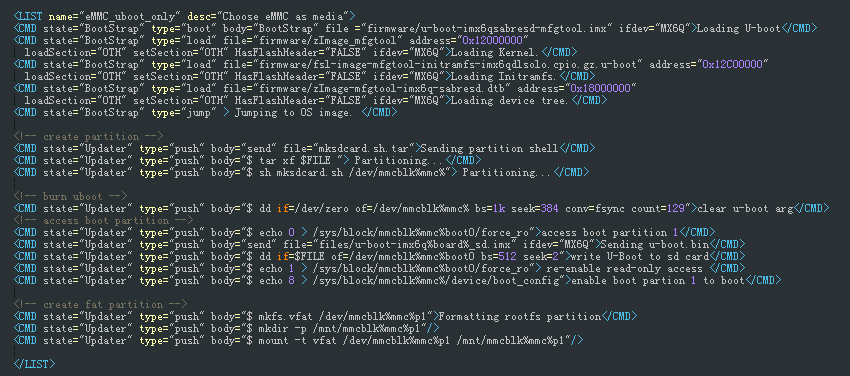 <LIST name="eMMC_uboot_only" desc="Choose eMMC as media">
<CMD state="BootStrap" type="boot" body="BootStrap" file ="firmware/u-boot-imx6qsabresd-mfgtool.imx" ifdev="MX6Q">Loading U-boot</CMD>
<CMD state="BootStrap" type="load" file="firmware/zImage_mfgtool" address="0x12000000"
loadSection="OTH" setSection="OTH" HasFlashHeader="FALSE" ifdev="MX6Q">Loading Kernel.</CMD>
<CMD state="BootStrap" type="load" file="firmware/fsl-image-mfgtool-initramfs-imx6qdlsolo.cpio.gz.u-boot" address="0x12C00000"
loadSection="OTH" setSection="OTH" HasFlashHeader="FALSE" ifdev="MX6Q">Loading Initramfs.</CMD>
<CMD state="BootStrap" type="load" file="firmware/zImage-mfgtool-imx6q-sabresd.dtb" address="0x18000000"
loadSection="OTH" setSection="OTH" HasFlashHeader="FALSE" ifdev="MX6Q">Loading device tree.</CMD>
<CMD state="BootStrap" type="jump" > Jumping to OS image. </CMD>
<!-- create partition -->
<CMD state="Updater" type="push" body="send" file="mksdcard.sh.tar">Sending partition shell</CMD>
<CMD state="Updater" type="push" body="$ tar xf $FILE "> Partitioning...</CMD>
<CMD state="Updater" type="push" body="$ sh mksdcard.sh /dev/mmcblk%mmc%"> Partitioning...</CMD>
<!-- burn uboot -->
<CMD state="Updater" type="push" body="$ dd if=/dev/zero of=/dev/mmcblk%mmc% bs=1k seek=384 conv=fsync count=129">clear u-boot arg</CMD>
<!-- access boot partition -->
<CMD state="Updater" type="push" body="$ echo 0 > /sys/block/mmcblk%mmc%boot0/force_ro">access boot partition 1</CMD>
<CMD state="Updater" type="push" body="send" file="files/u-boot-imx6q%board%_sd.imx" ifdev="MX6Q">Sending u-boot.bin</CMD>
<CMD state="Updater" type="push" body="$ dd if=$FILE of=/dev/mmcblk%mmc%boot0 bs=512 seek=2">write U-Boot to sd card</CMD>
<CMD state="Updater" type="push" body="$ echo 1 > /sys/block/mmcblk%mmc%boot0/force_ro"> re-enable read-only access </CMD>
<CMD state="Updater" type="push" body="$ echo 8 > /sys/block/mmcblk%mmc%/device/boot_config">enable boot partion 1 to boot</CMD>
<!-- create fat partition -->
<CMD state="Updater" type="push" body="$ mkfs.vfat /dev/mmcblk%mmc%p1">Formatting rootfs partition</CMD>
<CMD state="Updater" type="push" body="$ mkdir -p /mnt/mmcblk%mmc%p1"/>
<CMD state="Updater" type="push" body="$ mount -t vfat /dev/mmcblk%mmc%p1 /mnt/mmcblk%mmc%p1"/>
</LIST>